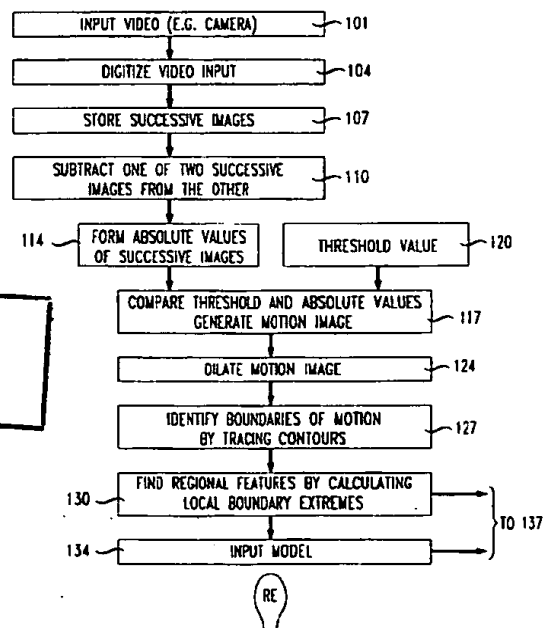 INPUT VIDEO (E.G. CAMERA)
101
DIGITIZE VIDEO INPUT
104
STORE SUCCESSIVE IMAGES
107
SUBTRACT ONE OF TWO SUCCESSIVE
IMAGES FROM THE OTHER
110
114
FORM ABSOLUTE VALUES
OF SUCCESSIVE IMAGES
THRESHOLD VALUE
120
COMPARE THRESHOLD AND ABSOLUTE VALUES
GENERATE MOTION IMAGE
117
DILATE MOTION IMAGE
124
IDENTIFY BOUNDARIES OF MOTION
BY TRACING CONTOURS
127
130
FIND REGIONAL FEATURES BY CALCULATING
LOCAL BOUNDARY EXTREMES
TO 137
134
INPUT MODEL
RE